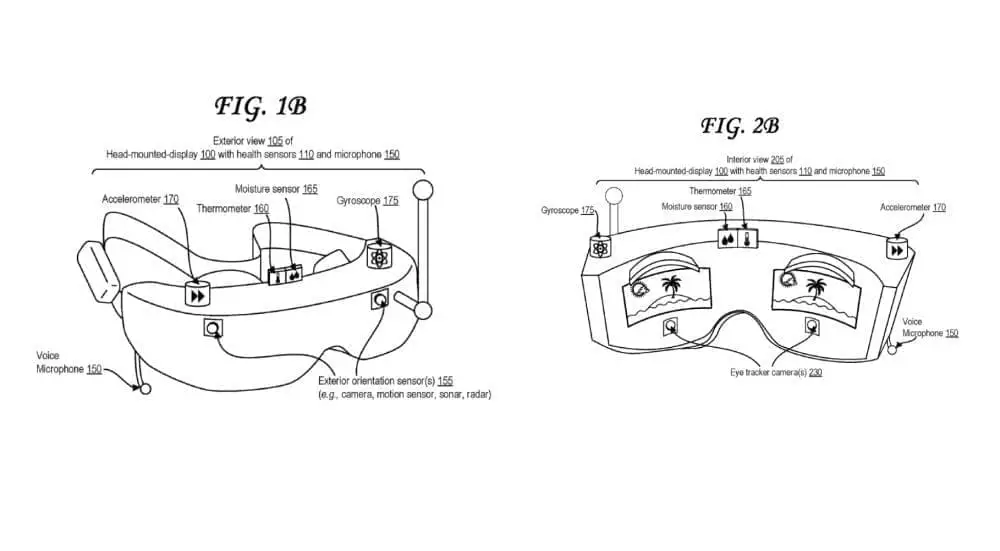 FIG. 1B
Exterior view 105 of
Head-mounted-display 100 with health sensors 110 and microphone 150
Moisture sensor 165
Accelerometer 170
Thermometer 160
Gyroscope 175
Voice
Microphone 150
Exterior orientation sensor(s) 155
(e.g., camera, motion sensor, sonar, radar)
FIG. 2B
Interior view 205 of
Head-mounted-display 100 with health sensors 110 and microphone 150
Thermometer 165
Moisture sensor 160
Gyroscope 175
Accelerometer 170
Voice
Microphone 150
Eye tracker camera(s) 230